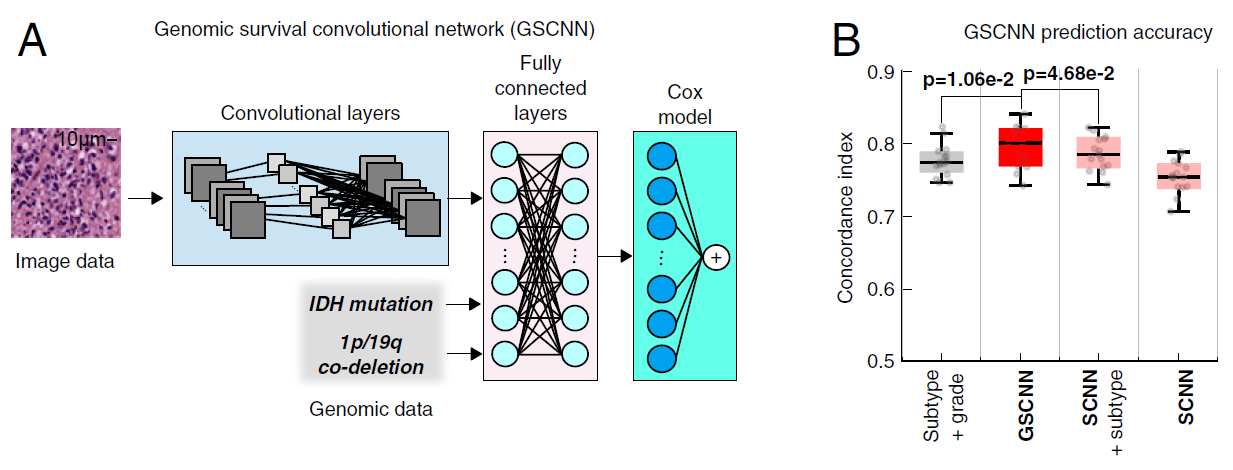 A
Genomic survival convolutional network (GSCNN)
Fully
connected
layers
Convolutional layers
Cox
model
10μm
Image data
IDH mutation
1p/19q
co-deletion
Genomic data
+
B
GSCNN prediction accuracy
p=1.06e-2
p=4.68e-2
Concordance index
0.9
0.8
0.7
0.6
0.5
Subtype
+ grade
GSCNN
SCNN
+ subtype
SCNN